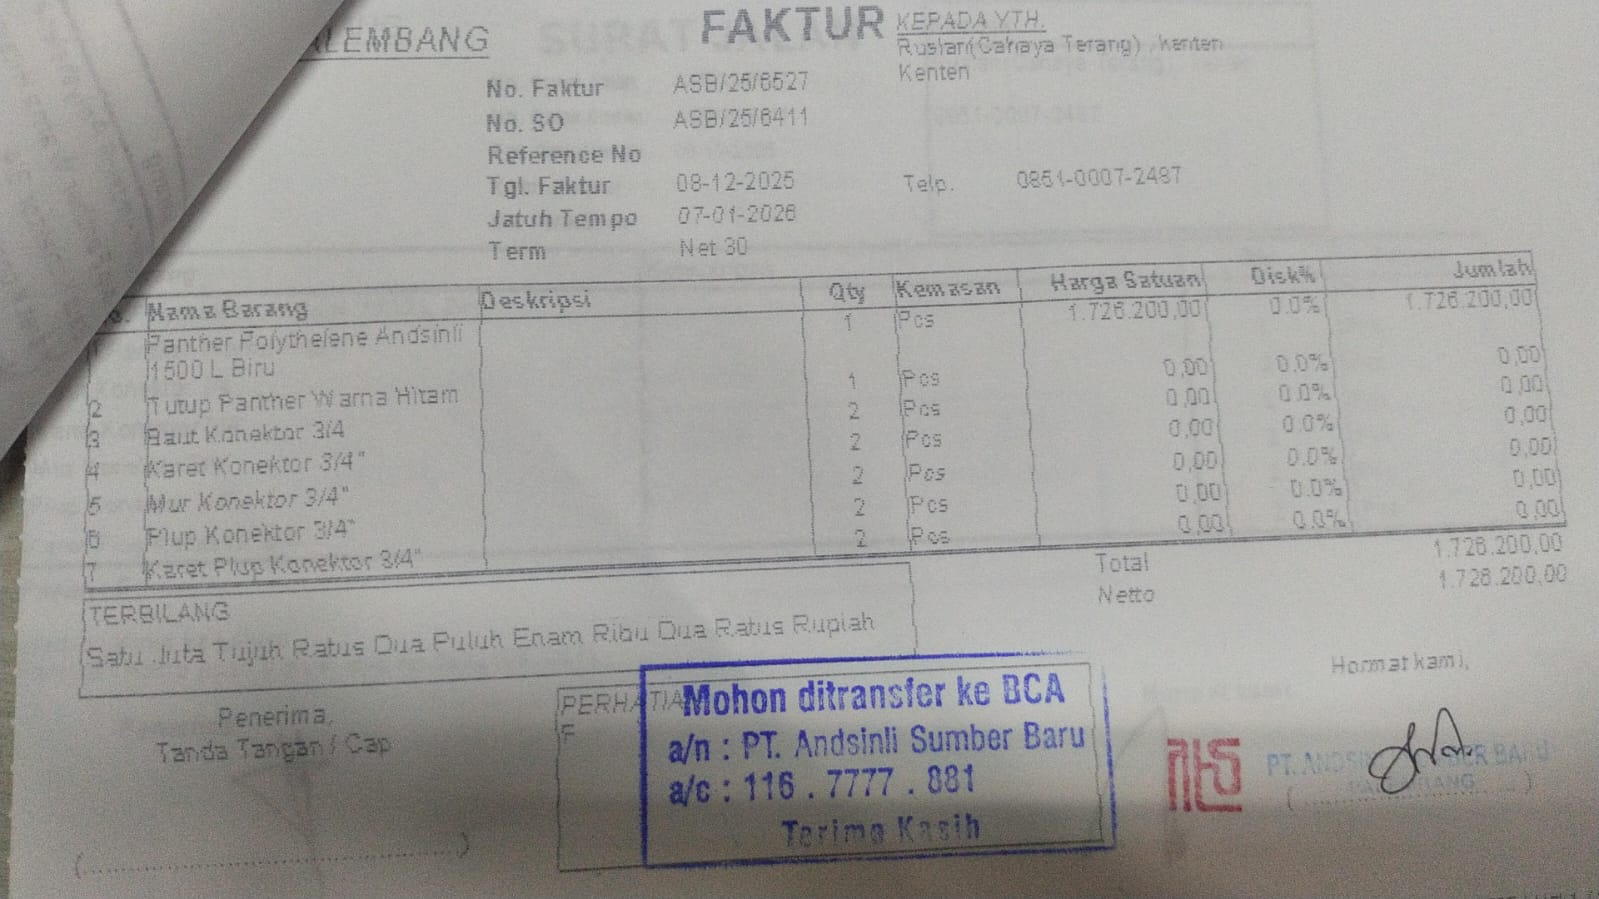 LEMBANG
FAKTUR
KEPADA YTH.
Ruslan(Cahaya Terang) , kenten
Kenten
No. Faktur ASB/25/6527
No. SO ASB/25/6411
Reference No
Tgl. Faktur 08-12-2025
Telp. 0851-0007-2487
Jatuh Tempo 07-01-2026
Term Net 30
Nama Barang Deskripsi Qty Kemasan Harga Satuan Disk% Jumlah
Panther Polythelene Andsinli 1 Pcs 1.726.200,00 0.0% 1.726.200,00
1500 L Biru
2 Tutup Panther Warna Hitam 1 Pcs 0,00 0.0% 0,00
3 Baut Konektor 3/4 2 Pcs 0,00 0.0% 0,00
4 Karet Konektor 3/4" 2 Pcs 0,00 0.0% 0,00
5 Mur Konektor 3/4" 2 Pcs 0,00 0.0% 0,00
6 Plup Konektor 3/4" 2 Pcs 0,00 0.0% 0,00
7 Karet Plup Konektor 3/4" 2 Pcs 0,00 0.0% 0,00
Total 1.726.200,00
Netto 1.726.200,00
TERBILANG
Satu Juta Tujuh Ratus Dua Puluh Enam Ribu Dua Ratus Rupiah
Hormat kami,
Penerima,
Tanda Tangan / Cap
PERHATIA
F
Mohon ditransfer ke BCA
a/n : PT. Andsinli Sumber Baru
a/c : 116 . 7777 . 881
Terima Kasih